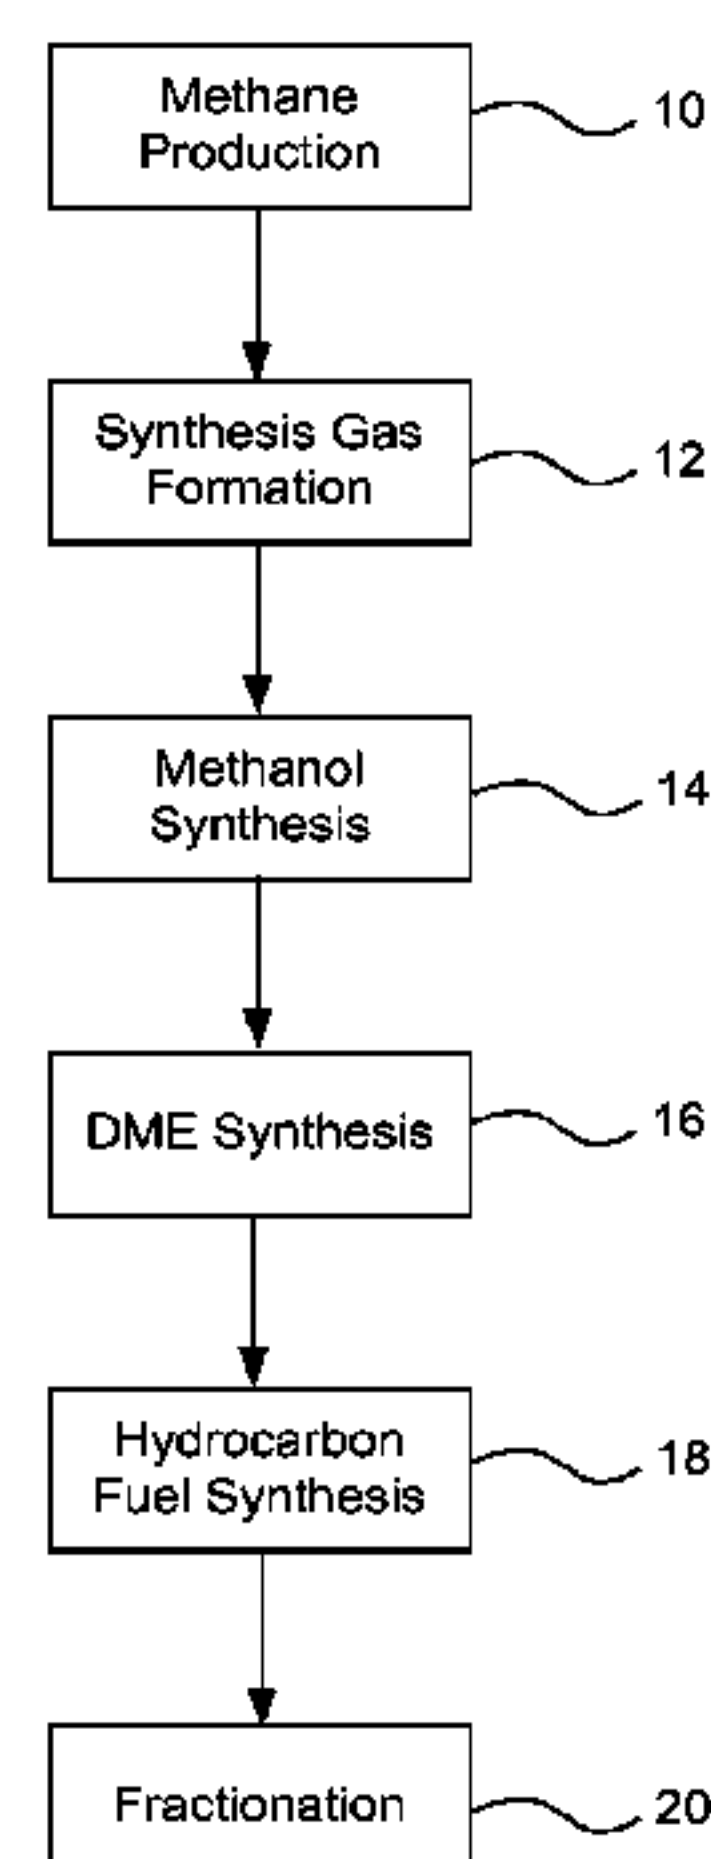 Methane
Production
10
Synthesis Gas
Formation
12
Methanol
Synthesis
14
DME Synthesis
16
Hydrocarbon
Fuel Synthesis
18
Fractionation
20